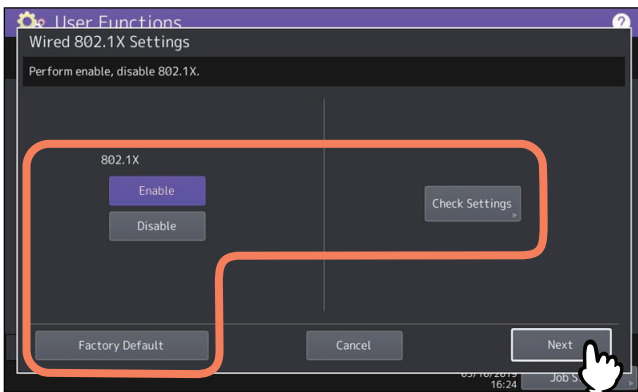 User Functions
?
Wired 802.1X Settings
Perform enable, disable 802.1X.
802.1X
Enable
Disable
Check Settings
Factory Default
Cancel
Next
16:24
Job S